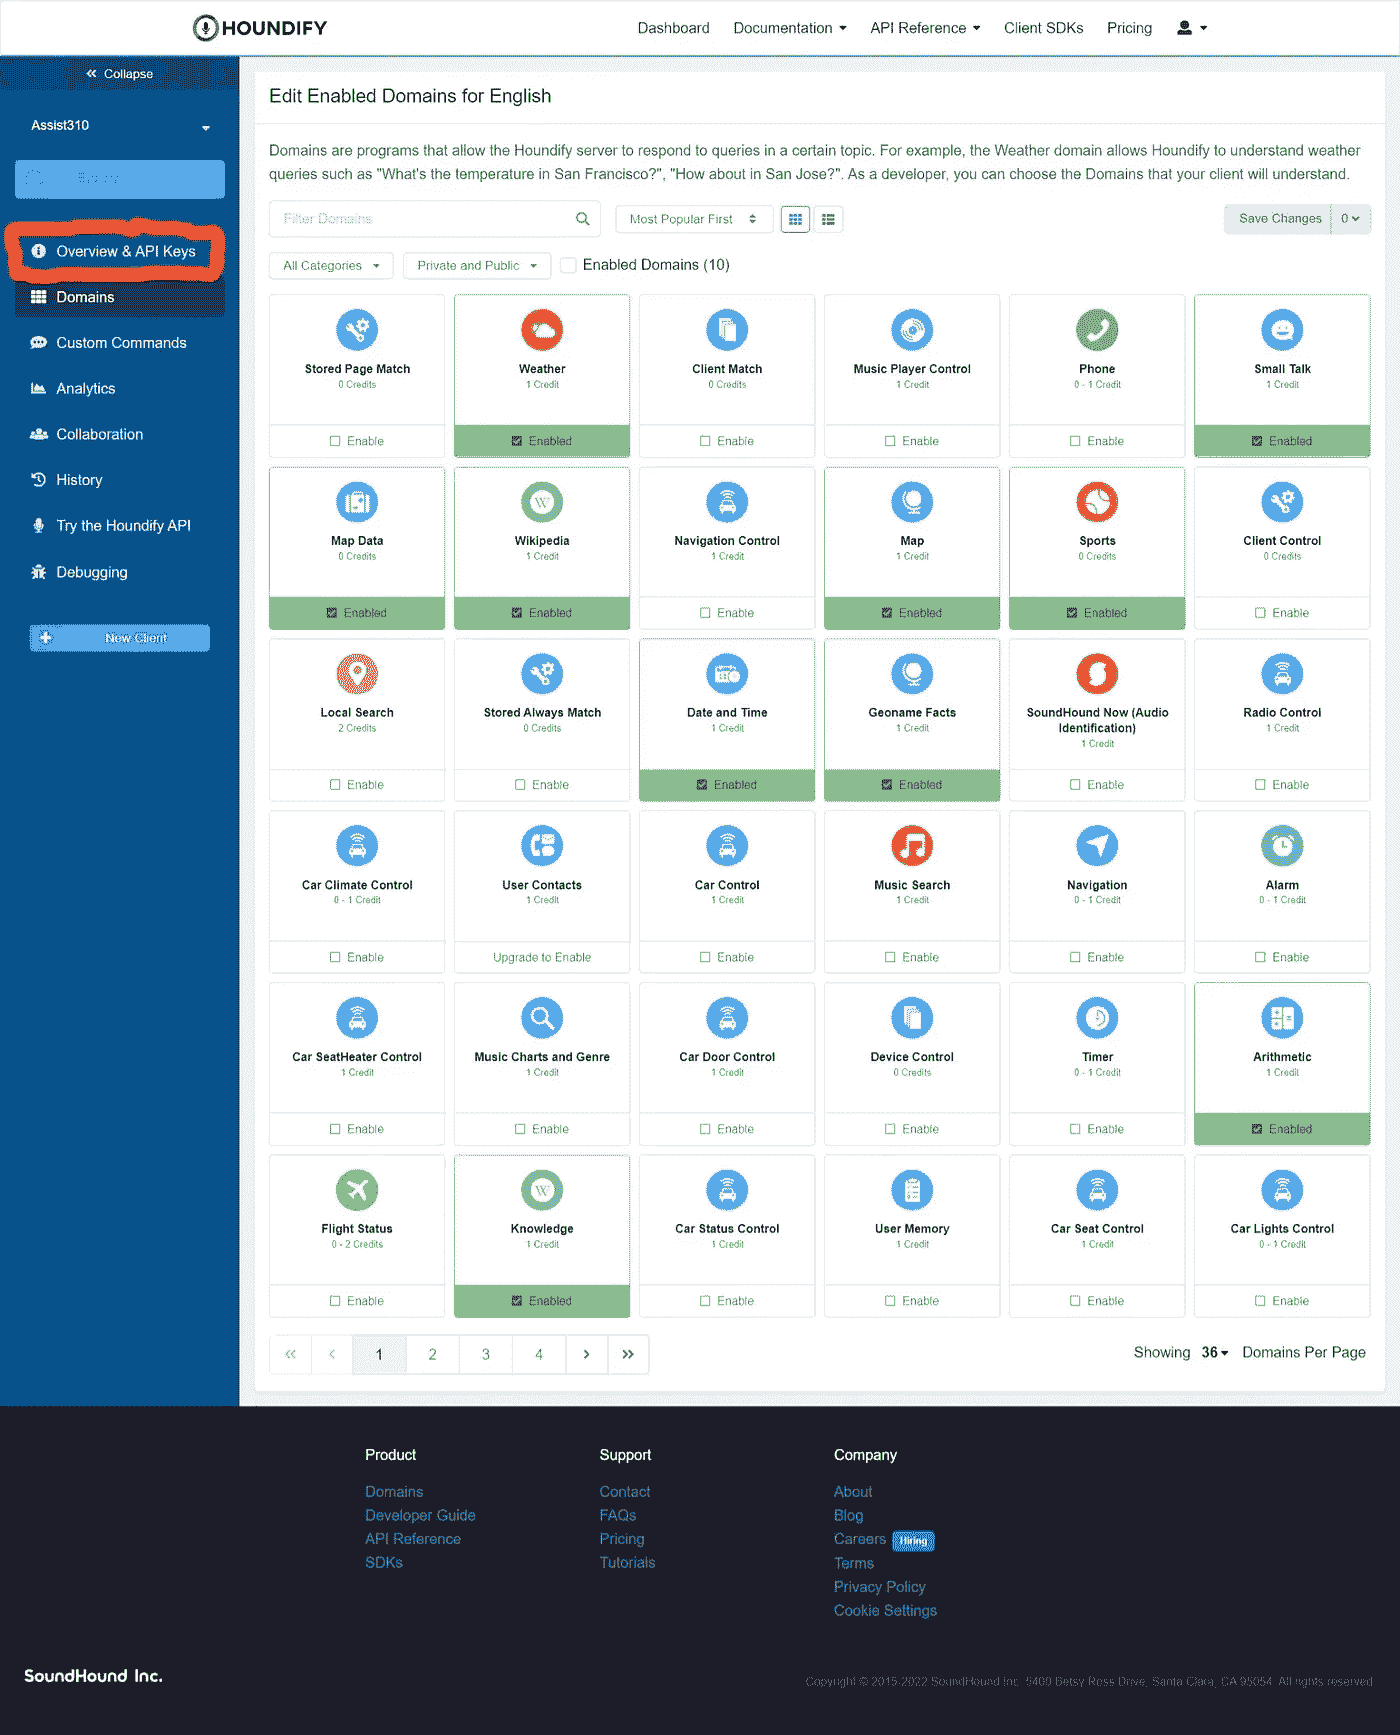 HOUNDIFY
Dashboard Documentation API Reference Client SDKs Pricing
Collapse
Assist310
Overview & API Keys
Domains
Custom Commands
Analytics
Collaboration
History
Try the Houndify API
Debugging
New Client
Edit Enabled Domains for English
Domains are programs that allow the Houndify server to respond to queries in a certain topic. For example, the Weather domain allows Houndify to understand weather
queries such as "What's the temperature in San Francisco?", "How about in San Jose?". As a developer, you can choose the Domains that your client will understand.
Filter Domains Most Popular First Save Changes 0
All Categories Private and Public Enabled Domains (10)
Stored Page Match Weather Client Match Music Player Control Phone Small Talk
0 Credits 1 Credit 0 Credits 1 Credit 0 - 1 Credit 1 Credit
Enable Enabled Enable Enable Enable Enabled
Map Data Wikipedia Navigation Control Map Sports Client Control
0 Credits 1 Credit 1 Credit 1 Credit 0 Credits 0 Credits
Enabled Enabled Enable Enabled Enabled Enable
Local Search Stored Always Match Date and Time Geoname Facts SoundHound Now (Audio Identification) Radio Control
2 Credits 0 Credits 1 Credit 1 Credit 1 Credit 1 Credit
Enable Enable Enabled Enabled Enable Enable
Car Climate Control User Contacts Car Control Music Search Navigation Alarm
0 - 1 Credit 1 Credit 1 Credit 1 Credit 0 - 1 Credit 0 - 1 Credit
Enable Upgrade to Enable Enable Enable Enable Enable
Car SeatHeater Control Music Charts and Genre Car Door Control Device Control Timer Arithmetic
1 Credit 1 Credit 1 Credit 0 Credits 0 - 1 Credit 1 Credit
Enable Enable Enable Enable Enable Enabled
Flight Status Knowledge Car Status Control User Memory Car Seat Control Car Lights Control
0 - 2 Credits 1 Credit 1 Credit 1 Credit 1 Credit 0 - 1 Credit
Enable Enabled Enable Enable Enable Enable
« ‹ 1 2 3 4 › » Showing 36 Domains Per Page
Product Support Company
Domains Contact About
Developer Guide FAQs Blog
API Reference Pricing Careers Hiring
SDKs Tutorials Terms
Privacy Policy
Cookie Settings
SoundHound Inc.
Copyright © 2015-2022 SoundHound Inc. 5400 Betsy Ross Drive, Santa Clara, CA 95054. All rights reserved